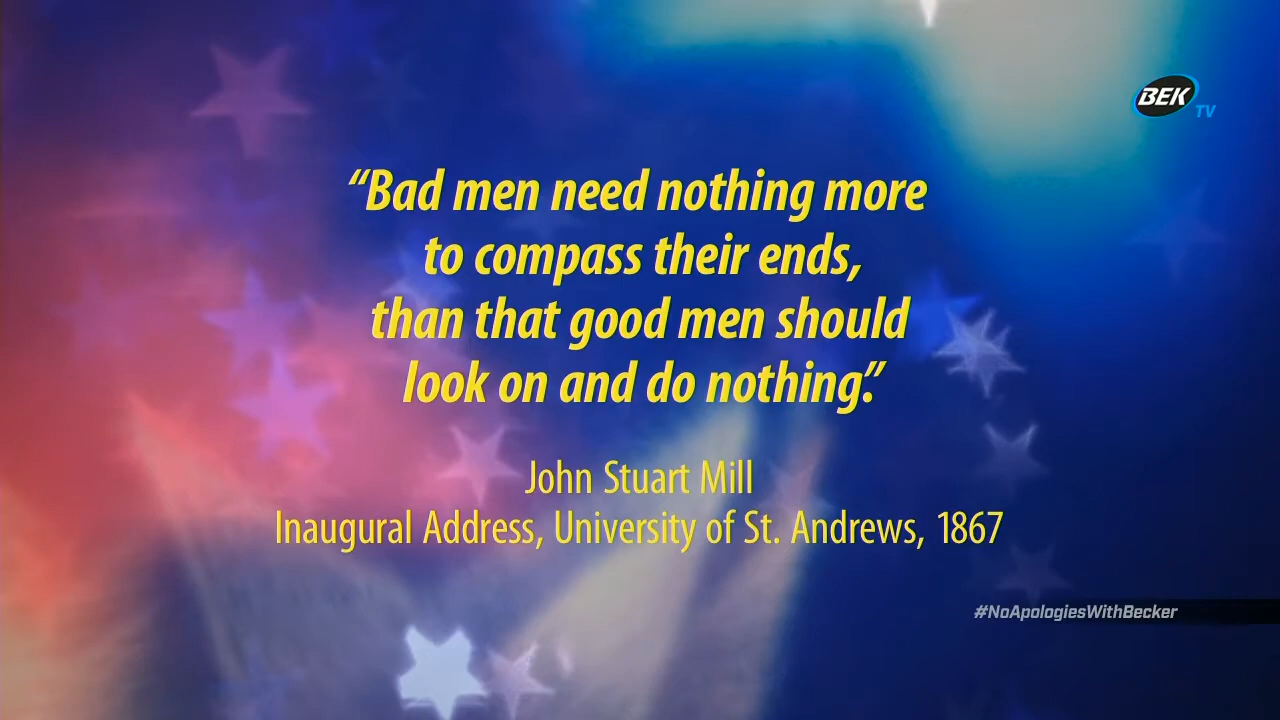 BEK TV
“Bad men need nothing more
to compass their ends,
than that good men should
look on and do nothing.”
John Stuart Mill
Inaugural Address, University of St. Andrews, 1867
#NoApologiesWithBecker